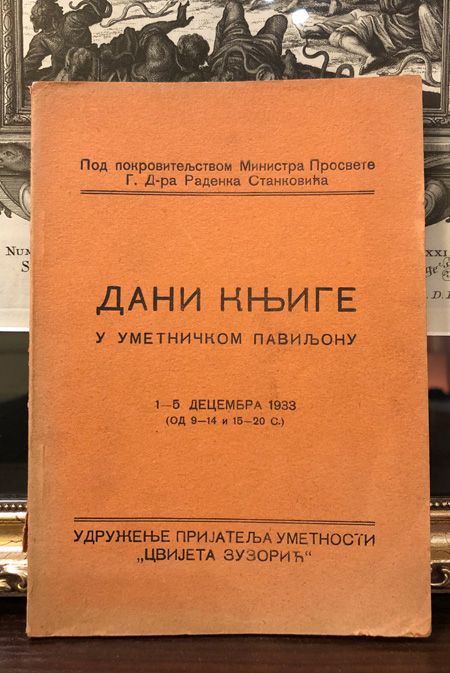 Под покровитељством Министра Просвете
Г. Д-ра Раденка Станковића
ДАНИ КЊИГЕ
У УМЕТНИЧКОМ ПАВИЉОНУ
1—5 ДЕЦЕМБРА 1933
(ОД 9—14 и 15—20 С.)
УДРУЖЕЊЕ ПРИЈАТЕЉА УМЕТНОСТИ
„ЦВИЈЕТА ЗУЗОРИЋ“